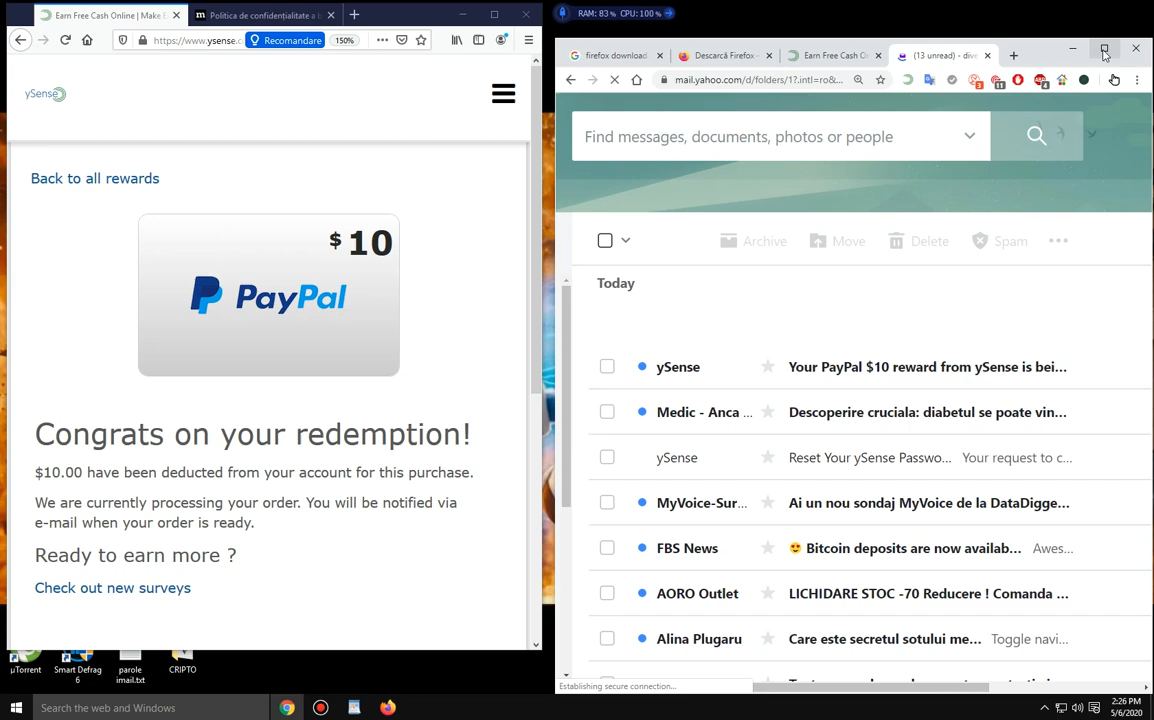 Earn Free Cash Online | Make E
Politica de confidențialitate a b
https://www.ysense.c
Recomandare
150%
ySense
Back to all rewards
$10
PayPal
Congrats on your redemption!
$10.00 have been deducted from your account for this purchase.
We are currently processing your order. You will be notified via
e-mail when your order is ready.
Ready to earn more ?
Check out new surveys
RAM: 83 % CPU: 100 %
firefox download
Descarcă Firefox -
Earn Free Cash O
(13 unread) - dive
mail.yahoo.com/d/folders/1?.intl=ro&...
3
11
4
Find messages, documents, photos or people
Archive
Move
Delete
Spam
Today
ySense Your PayPal $10 reward from ySense is bei...
Medic - Anca ... Descoperire cruciala: diabetul se poate vin...
ySense Reset Your ySense Passwo... Your request to c...
MyVoice-Sur... Ai un nou sondaj MyVoice de la DataDigge...
FBS News 😍 Bitcoin deposits are now availab... Awes...
AORO Outlet LICHIDARE STOC -70 Reducere ! Comanda ...
Alina Plugaru Care este secretul sotului me... Toggle navi...
Establishing secure connection...
µTorrent
Smart Defrag
6
parole
imail.txt
CRIPTO
Search the web and Windows
2:26 PM
5/6/2020